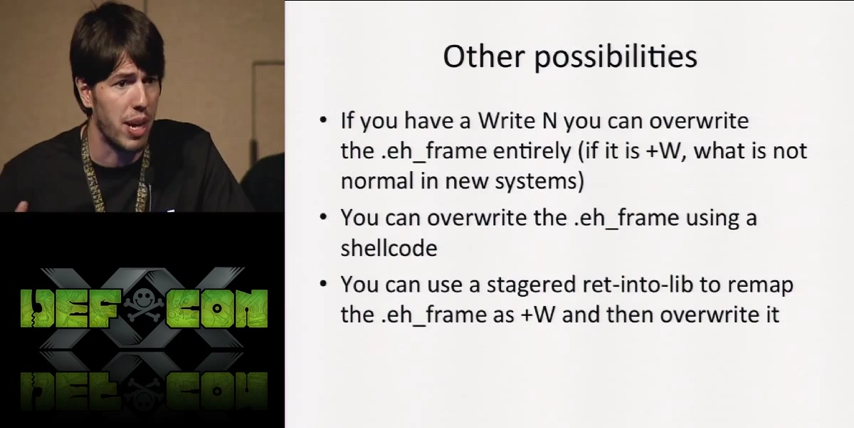 Other possibilities
• If you have a Write N you can overwrite
the .eh_frame entirely (if it is +W, what is not
normal in new systems)
• You can overwrite the .eh_frame using a
shellcode
• You can use a stagered ret-into-lib to remap
the .eh_frame as +W and then overwrite it
XX
DEF CON